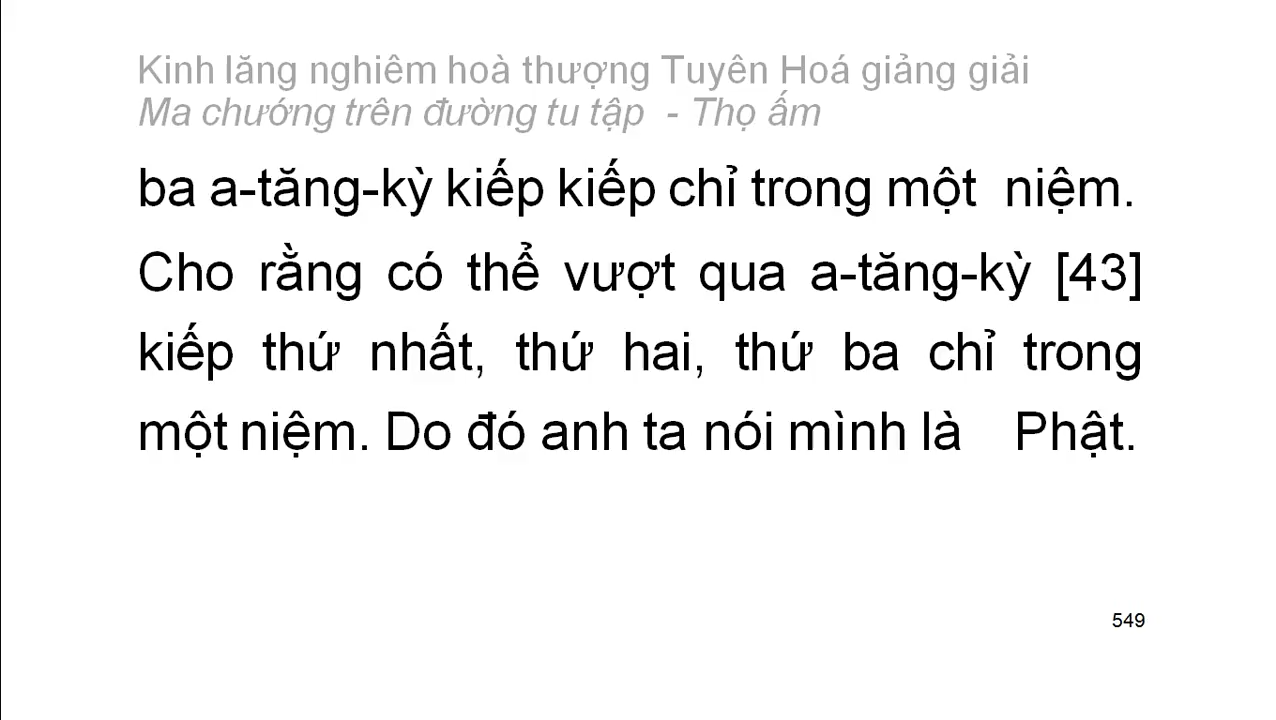 Kinh lăng nghiêm hoà thượng Tuyên Hoá giảng giải
Ma chướng trên đường tu tập - Thọ ấm
ba a-tăng-kỳ kiếp kiếp chỉ trong một niệm.
Cho rằng có thể vượt qua a-tăng-kỳ [43]
kiếp thứ nhất, thứ hai, thứ ba chỉ trong
một niệm. Do đó anh ta nói mình là Phật.
549